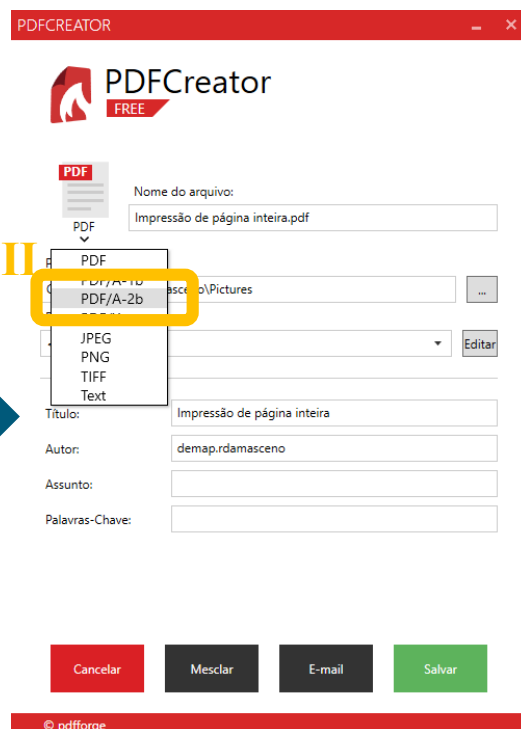 PDFCREATOR
PDFCreator
FREE
PDF
Nome do arquivo:
Impressão de página inteira.pdf
PDF
II
PDF
PDF/A-1b
PDF/A-2b
\Pictures
...
JPEG
PNG
TIFF
Text
Editar
Título:
Impressão de página inteira
Autor:
demap.rdamasceno
Assunto:
Palavras-Chave:
Cancelar
Mesclar
E-mail
Salvar
© pdfforge